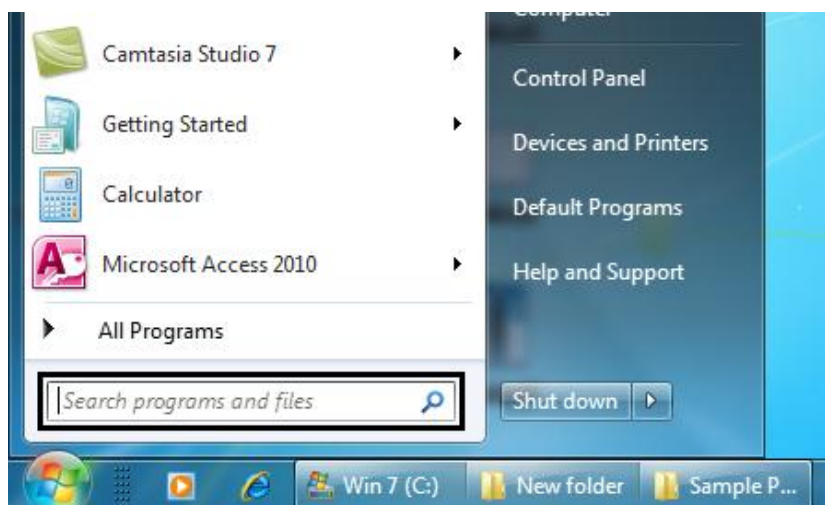 Camtasia Studio 7
Getting Started
Calculator
Microsoft Access 2010
All Programs
Search programs and files
Computer
Control Panel
Devices and Printers
Default Programs
Help and Support
Shut down
Win 7 (C:)
New folder
Sample P...